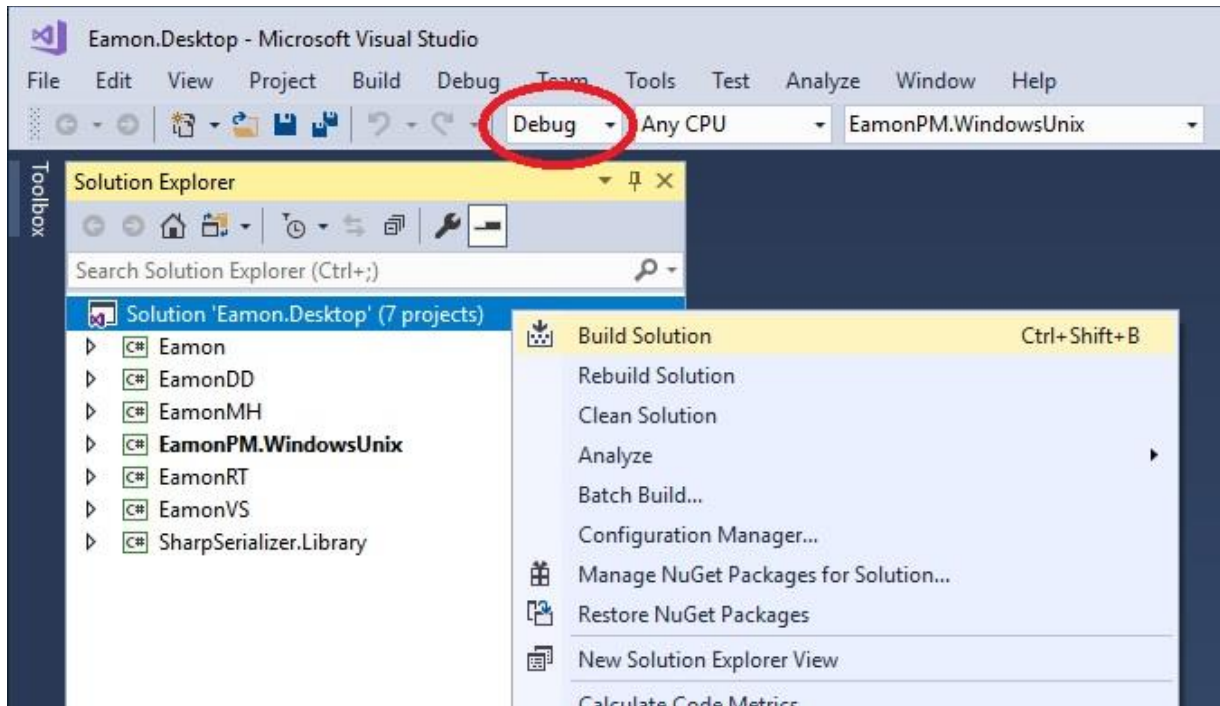 Eamon.Desktop - Microsoft Visual Studio
File Edit View Project Build Debug Team Tools Test Analyze Window Help
Debug Any CPU EamonPM.WindowsUnix
Toolbox
Solution Explorer
Search Solution Explorer (Ctrl+;)
Solution 'Eamon.Desktop' (7 projects)
C# Eamon
C# EamonDD
C# EamonMH
C# EamonPM.WindowsUnix
C# EamonRT
C# EamonVS
C# SharpSerializer.Library
Build Solution Ctrl+Shift+B
Rebuild Solution
Clean Solution
Analyze
Batch Build...
Configuration Manager...
Manage NuGet Packages for Solution...
Restore NuGet Packages
New Solution Explorer View
Calculate Code Metrics